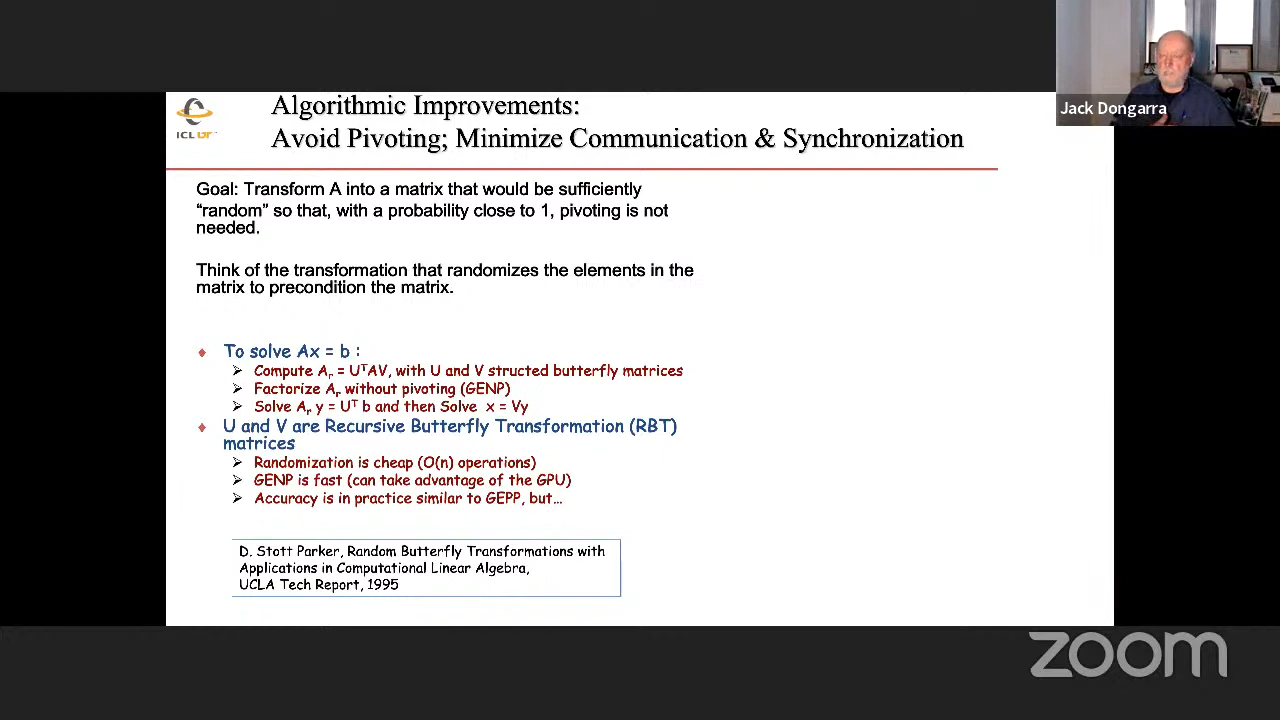 Jack Dongarra
ICL
Algorithmic Improvements:
Avoid Pivoting; Minimize Communication & Synchronization
Goal: Transform A into a matrix that would be sufficiently
“random” so that, with a probability close to 1, pivoting is not
needed.
Think of the transformation that randomizes the elements in the
matrix to precondition the matrix.
♦ To solve Ax = b :
➢ Compute Aᵣ = UᵀAV, with U and V structed butterfly matrices
➢ Factorize Aᵣ without pivoting (GENP)
➢ Solve Aᵣ y = Uᵀ b and then Solve x = Vy
♦ U and V are Recursive Butterfly Transformation (RBT)
matrices
➢ Randomization is cheap (O(n) operations)
➢ GENP is fast (can take advantage of the GPU)
➢ Accuracy is in practice similar to GEPP, but…
D. Stott Parker, Random Butterfly Transformations with
Applications in Computational Linear Algebra,
UCLA Tech Report, 1995
zoom